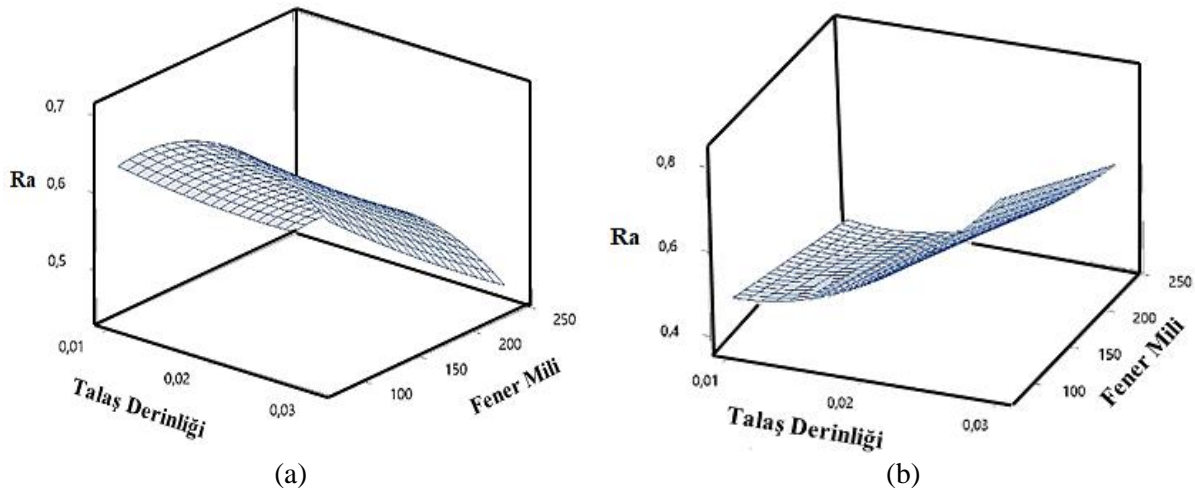 0,7
Ra 0,6
0,5
0,01
0,02
0,03
Talaş Derinliği
100
150
200
250
Fener Mili
(a)
0,8
Ra 0,6
0,4
0,01
0,02
0,03
Talaş Derinliği
100
150
200
250
Fener Mili
(b)